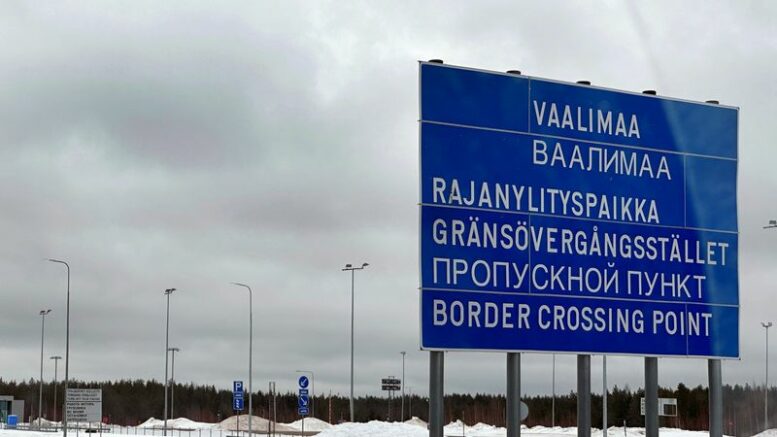 VAALIMAA
ВААЛИМАА
RAJANYLITYSPAIKKA
GRÄNSÖVERGÅNGSSTÄLLET
ПРОПУСКНОЙ ПУНКТ
BORDER CROSSING POINT
P